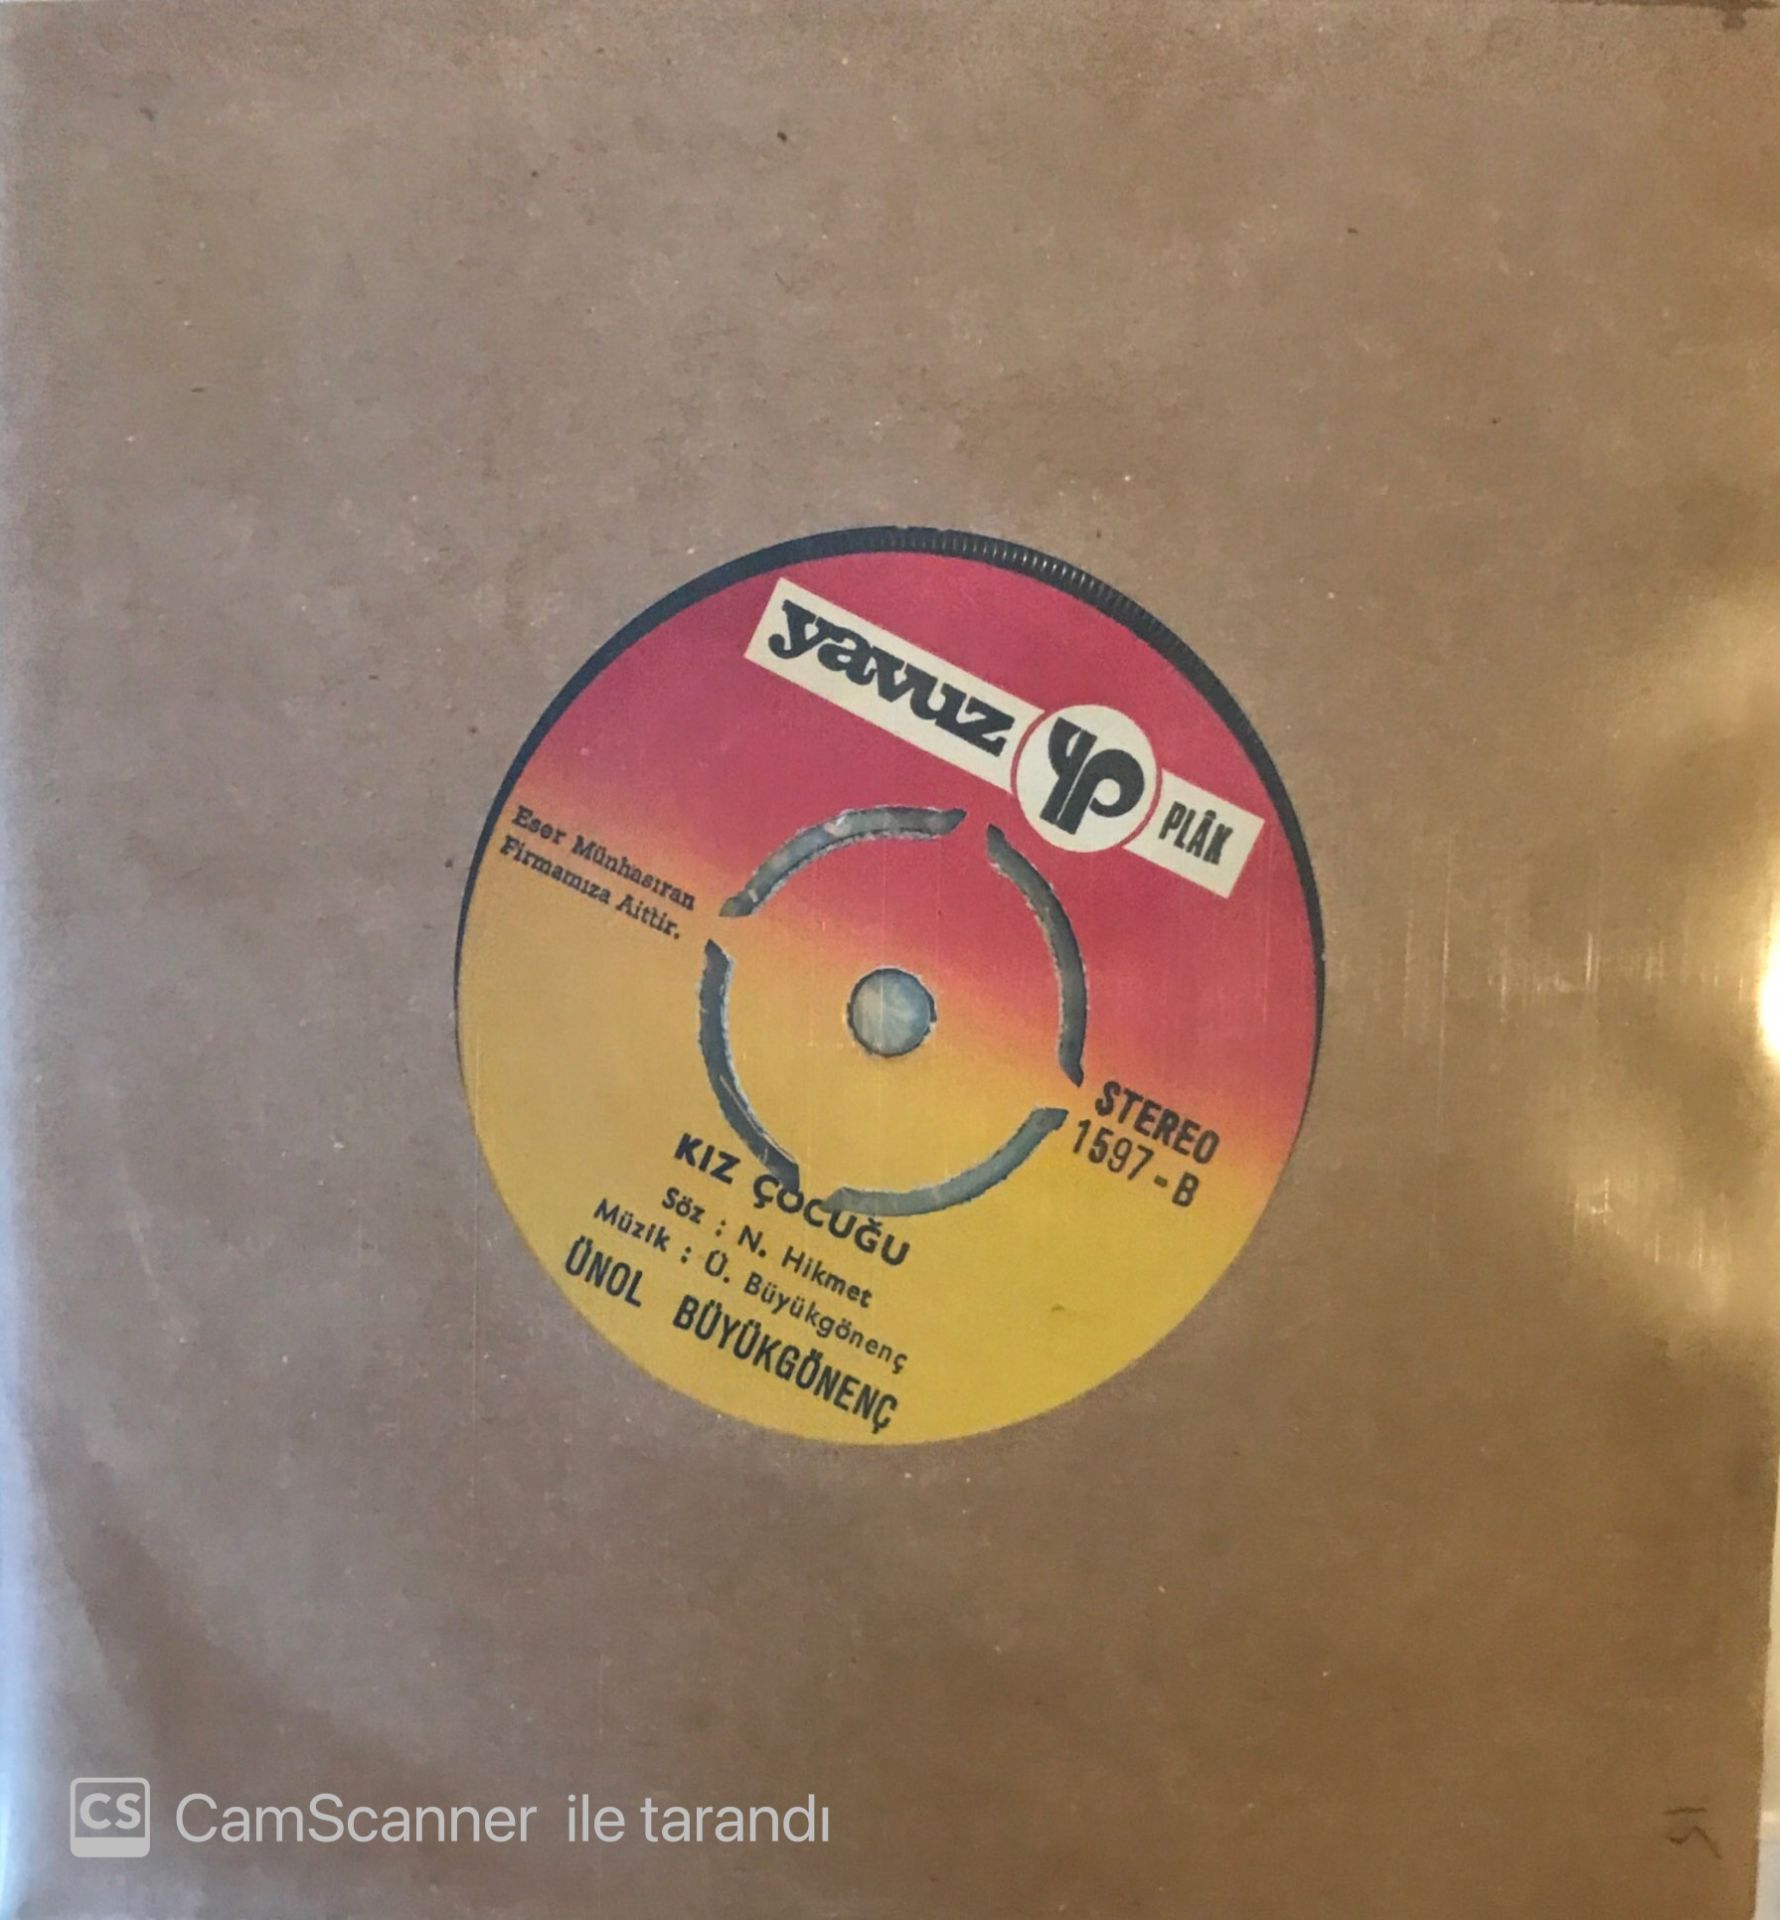 yavuz yp PLÂK
Eser Münhasıran
Firmamıza Aittir.
STEREO
1597-B
KIZ ÇOCUĞU
Söz : N. Hikmet
Müzik : Ü. Büyükgönenç
ÜNOL BÜYÜKGÖNENÇ
CS CamScanner ile tarandı